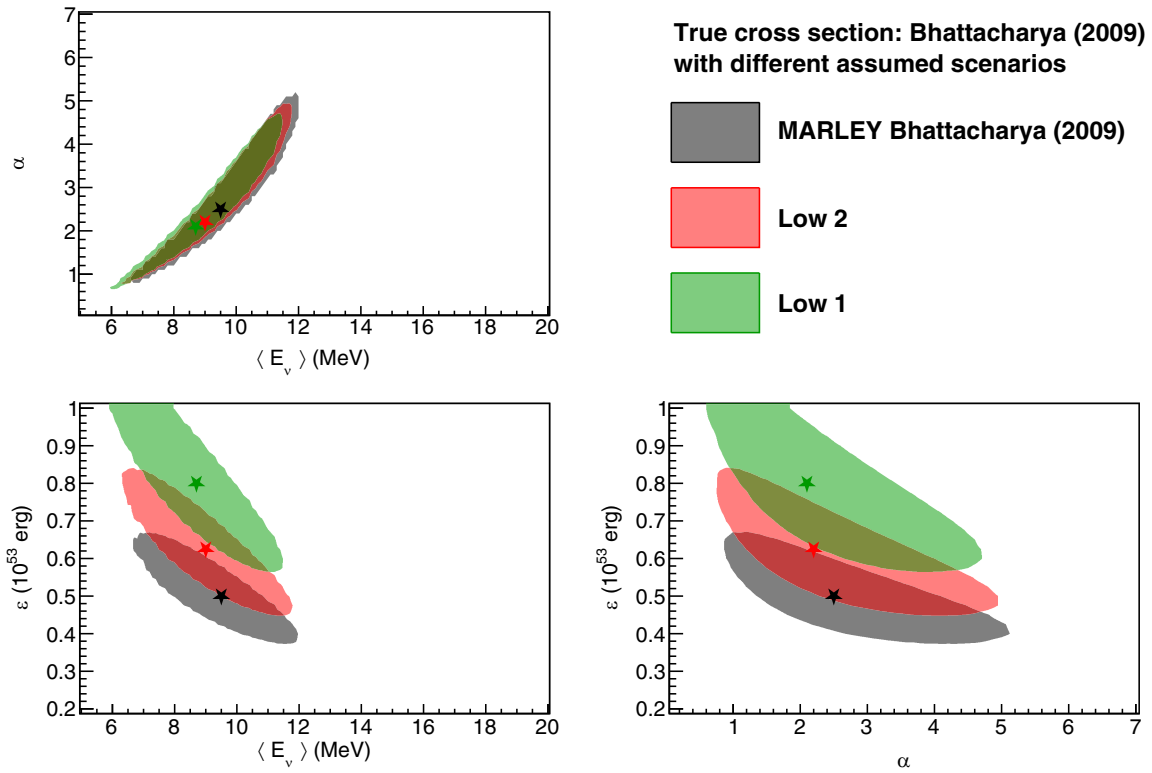 7
6
5
4
3
2
1
α
6 8 10 12 14 16 18 20
⟨ E_ν ⟩ (MeV)
True cross section: Bhattacharya (2009)
with different assumed scenarios
MARLEY Bhattacharya (2009)
Low 2
Low 1
1
0.9
0.8
0.7
0.6
0.5
0.4
0.3
0.2
ε (10^53 erg)
6 8 10 12 14 16 18 20
⟨ E_ν ⟩ (MeV)
1
0.9
0.8
0.7
0.6
0.5
0.4
0.3
0.2
ε (10^53 erg)
1 2 3 4 5 6 7
α